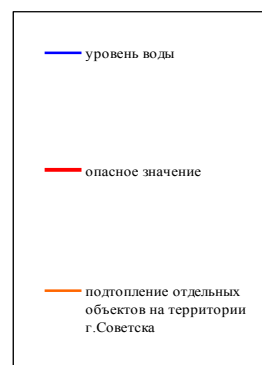 уровень воды
опасное значение
подтопление отдельных
объектов на территории
г.Советска